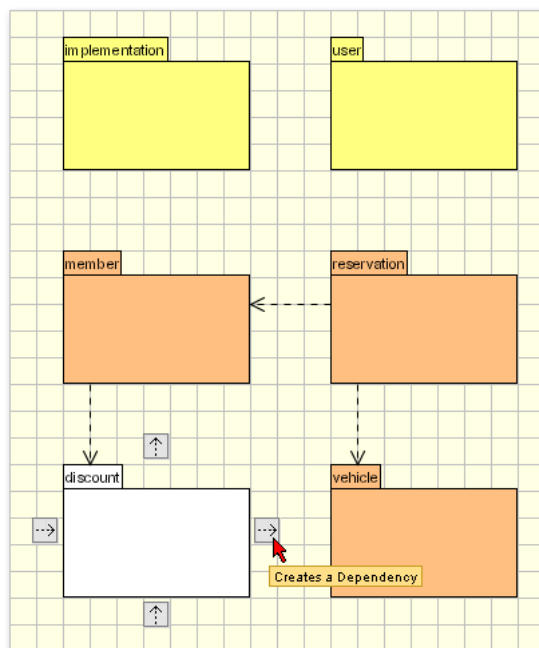 implementation
user
member
reservation
discount
vehicle
Creates a Dependency